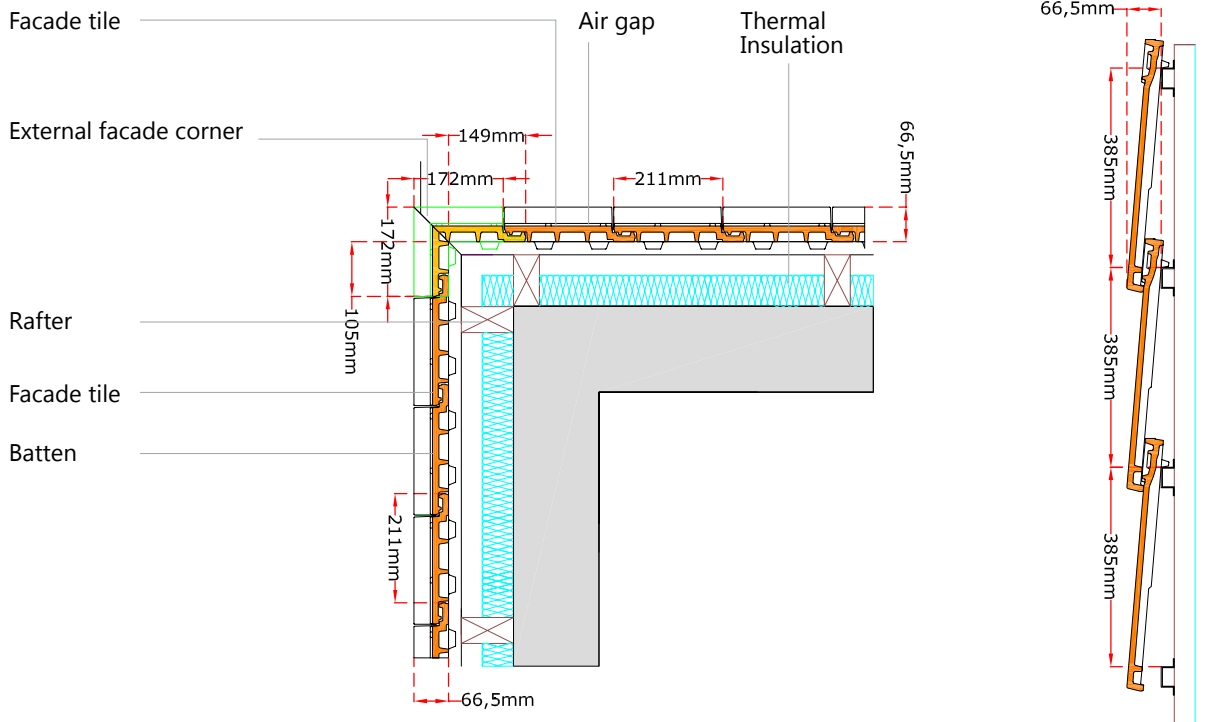 66,5mm
Facade tile
Air gap
Thermal
Insulation
External facade corner
149mm
66,5mm
172mm
211mm
385mm
172mm
105mm
Rafter
385mm
Facade tile
Batten
211mm
385mm
66,5mm